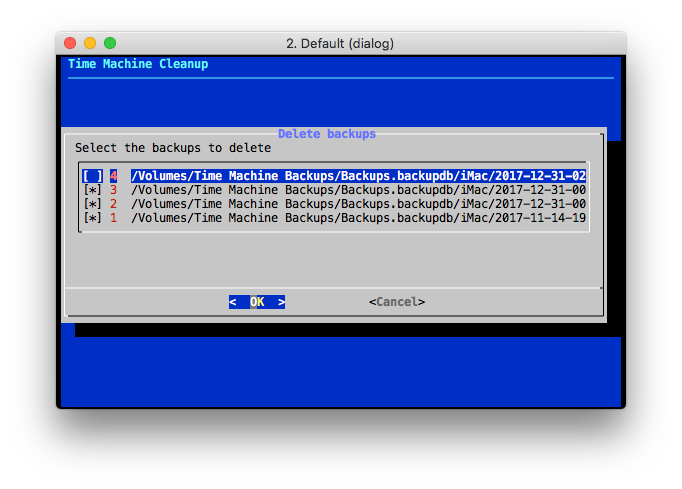 2. Default (dialog)
Time Machine Cleanup
Delete backups
Select the backups to delete
[ ] 4 /Volumes/Time Machine Backups/Backups.backupdb/iMac/2017-12-31-02
[*] 3 /Volumes/Time Machine Backups/Backups.backupdb/iMac/2017-12-31-00
[*] 2 /Volumes/Time Machine Backups/Backups.backupdb/iMac/2017-12-31-00
[*] 1 /Volumes/Time Machine Backups/Backups.backupdb/iMac/2017-11-14-19
< OK > <Cancel>